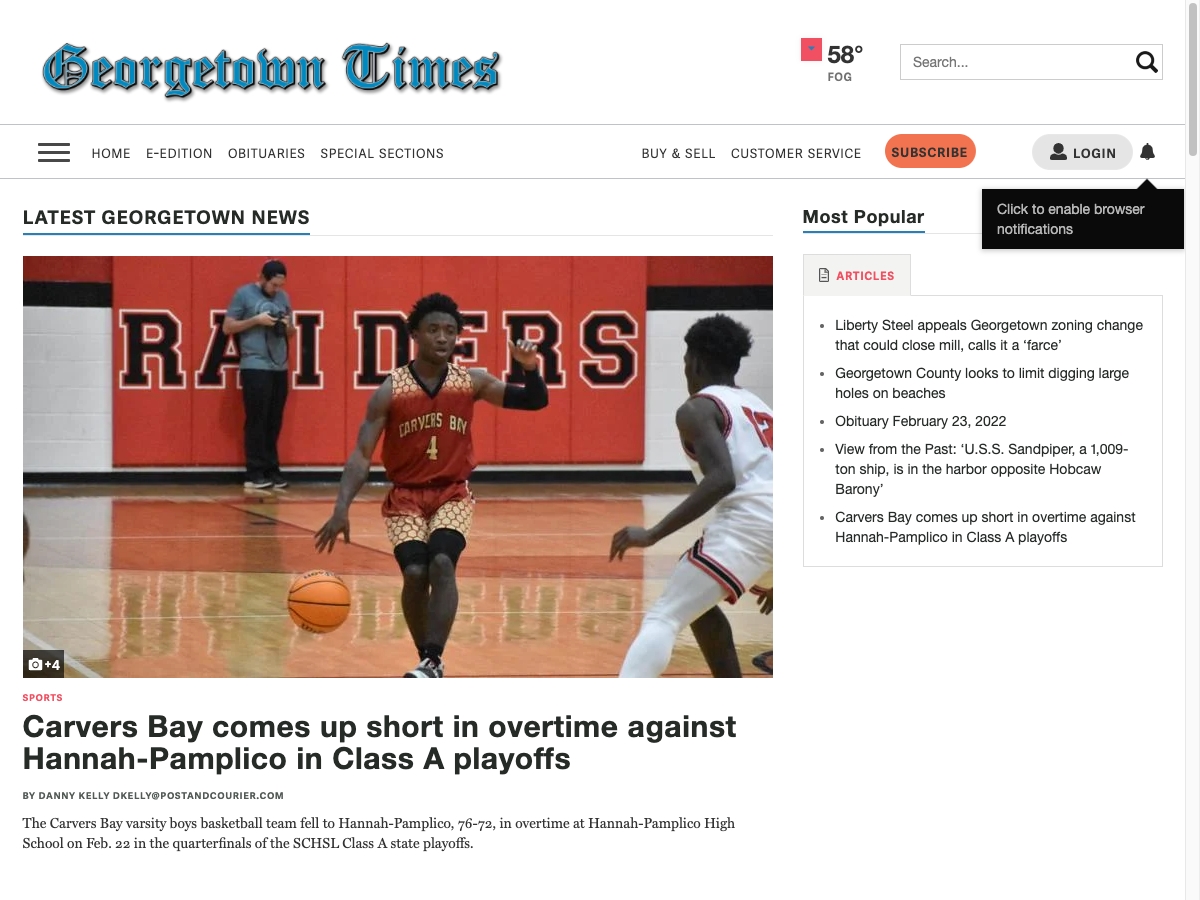 Georgetown Times
58°
FOG
Search...
HOME E-EDITION OBITUARIES SPECIAL SECTIONS BUY & SELL CUSTOMER SERVICE SUBSCRIBE LOGIN
Click to enable browser
notifications
LATEST GEORGETOWN NEWS
RAIDERS
CARVERS BAY
4
12
+4
SPORTS
Carvers Bay comes up short in overtime against
Hannah-Pamplico in Class A playoffs
BY DANNY KELLY DKELLY@POSTANDCOURIER.COM
The Carvers Bay varsity boys basketball team fell to Hannah-Pamplico, 76-72, in overtime at Hannah-Pamplico High
School on Feb. 22 in the quarterfinals of the SCHSL Class A state playoffs.
Most Popular
ARTICLES
Liberty Steel appeals Georgetown zoning change
that could close mill, calls it a ‘farce’
Georgetown County looks to limit digging large
holes on beaches
Obituary February 23, 2022
View from the Past: ‘U.S.S. Sandpiper, a 1,009-
ton ship, is in the harbor opposite Hobcaw
Barony’
Carvers Bay comes up short in overtime against
Hannah-Pamplico in Class A playoffs